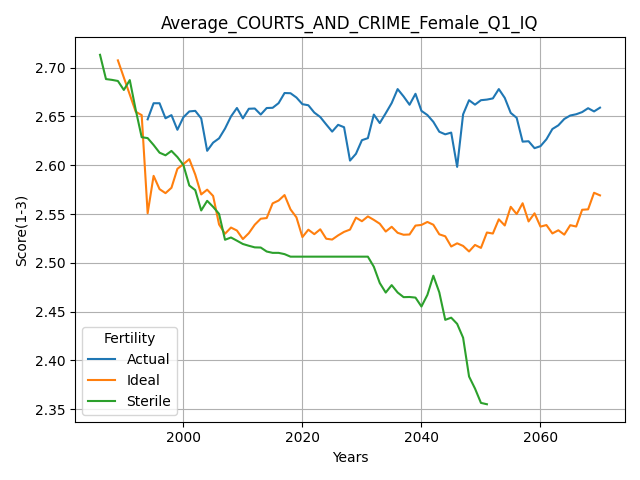 Average_COURTS_AND_CRIME_Female_Q1_IQ
Score(1-3)
2.70
2.65
2.60
2.55
2.50
2.45
2.40
2.35
Fertility
Actual
Ideal
Sterile
2000 2020 2040 2060
Years